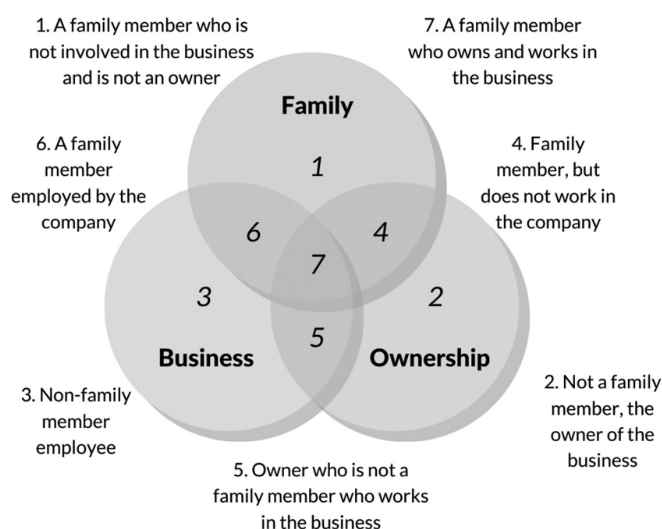 1. A family member who is
not involved in the business
and is not an owner
7. A family member
who owns and works in
the business
Family
1
6. A family
member
employed by the
company
4. Family
member, but
does not work in
the company
6
4
7
3
2
5
Business
Ownership
3. Non-family
member
employee
2. Not a family
member, the
owner of the
business
5. Owner who is not a
family member who works
in the business